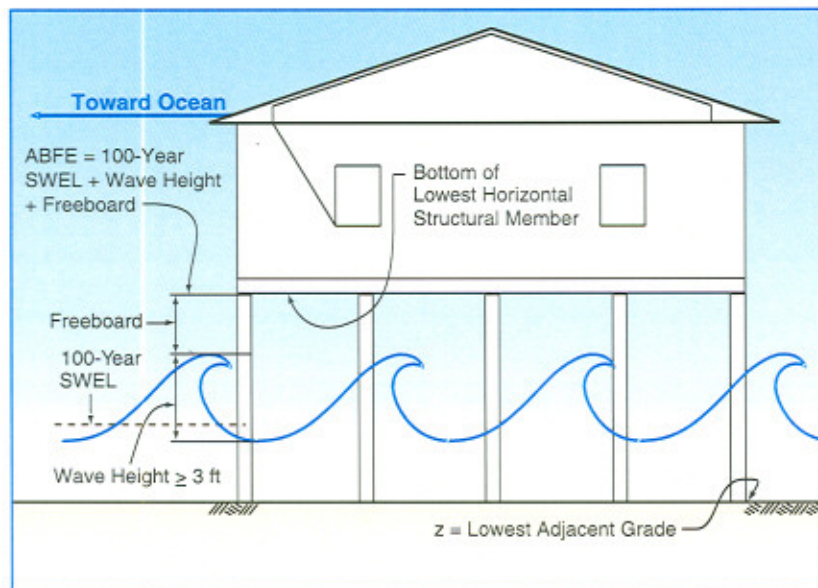 Toward Ocean
ABFE = 100-Year
SWEL + Wave Height
+ Freeboard
Bottom of
Lowest Horizontal
Structural Member
Freeboard
100-Year
SWEL
Wave Height ≥ 3 ft
z = Lowest Adjacent Grade